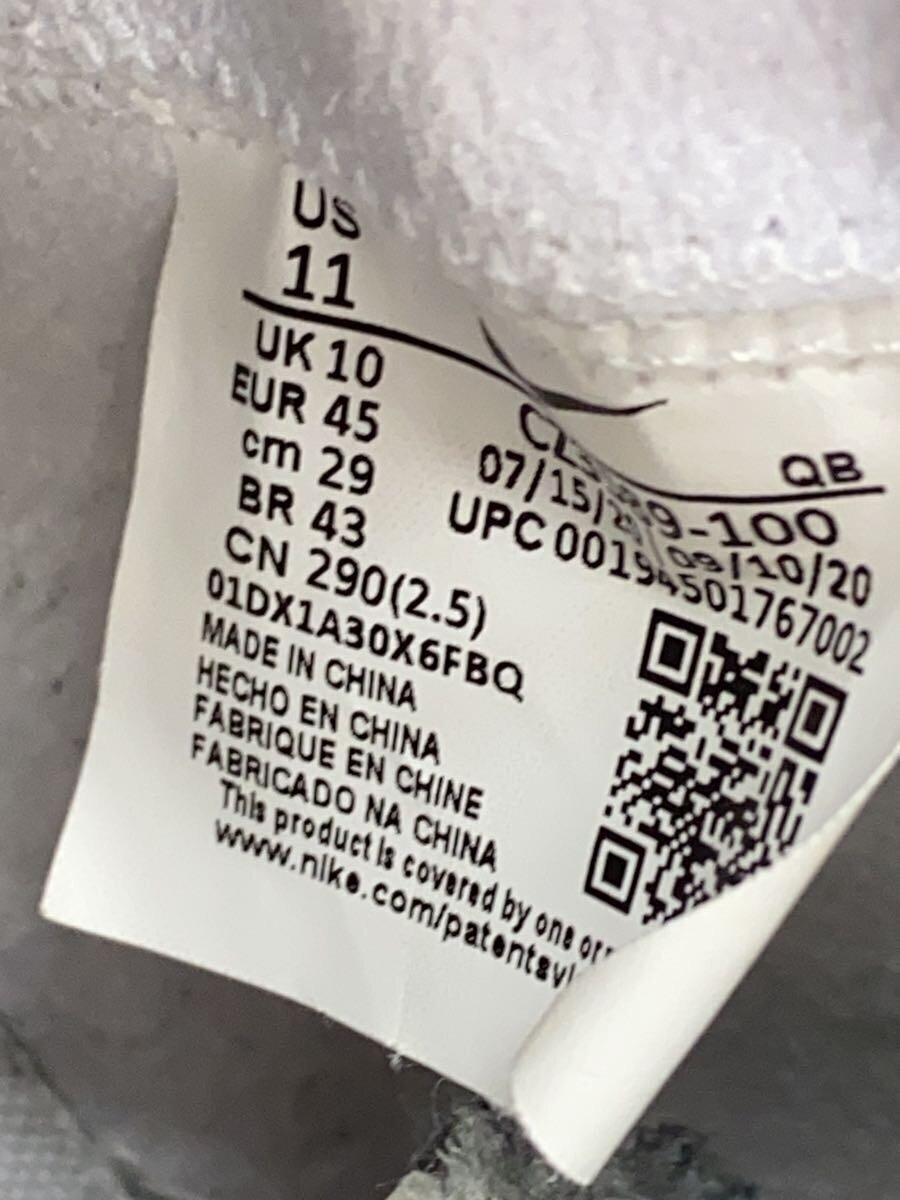 US
11
UK 10
EUR 45
cm 29
BR 43
CN 290(2.5)
01DX1A30X6FBQ
MADE IN CHINA
HECHO EN CHINA
FABRIQUE EN CHINE
FABRICADO NA CHINA
This product is covered by one or
www.nike.com/patents
QB
09/10/20
UPC 00194501767002